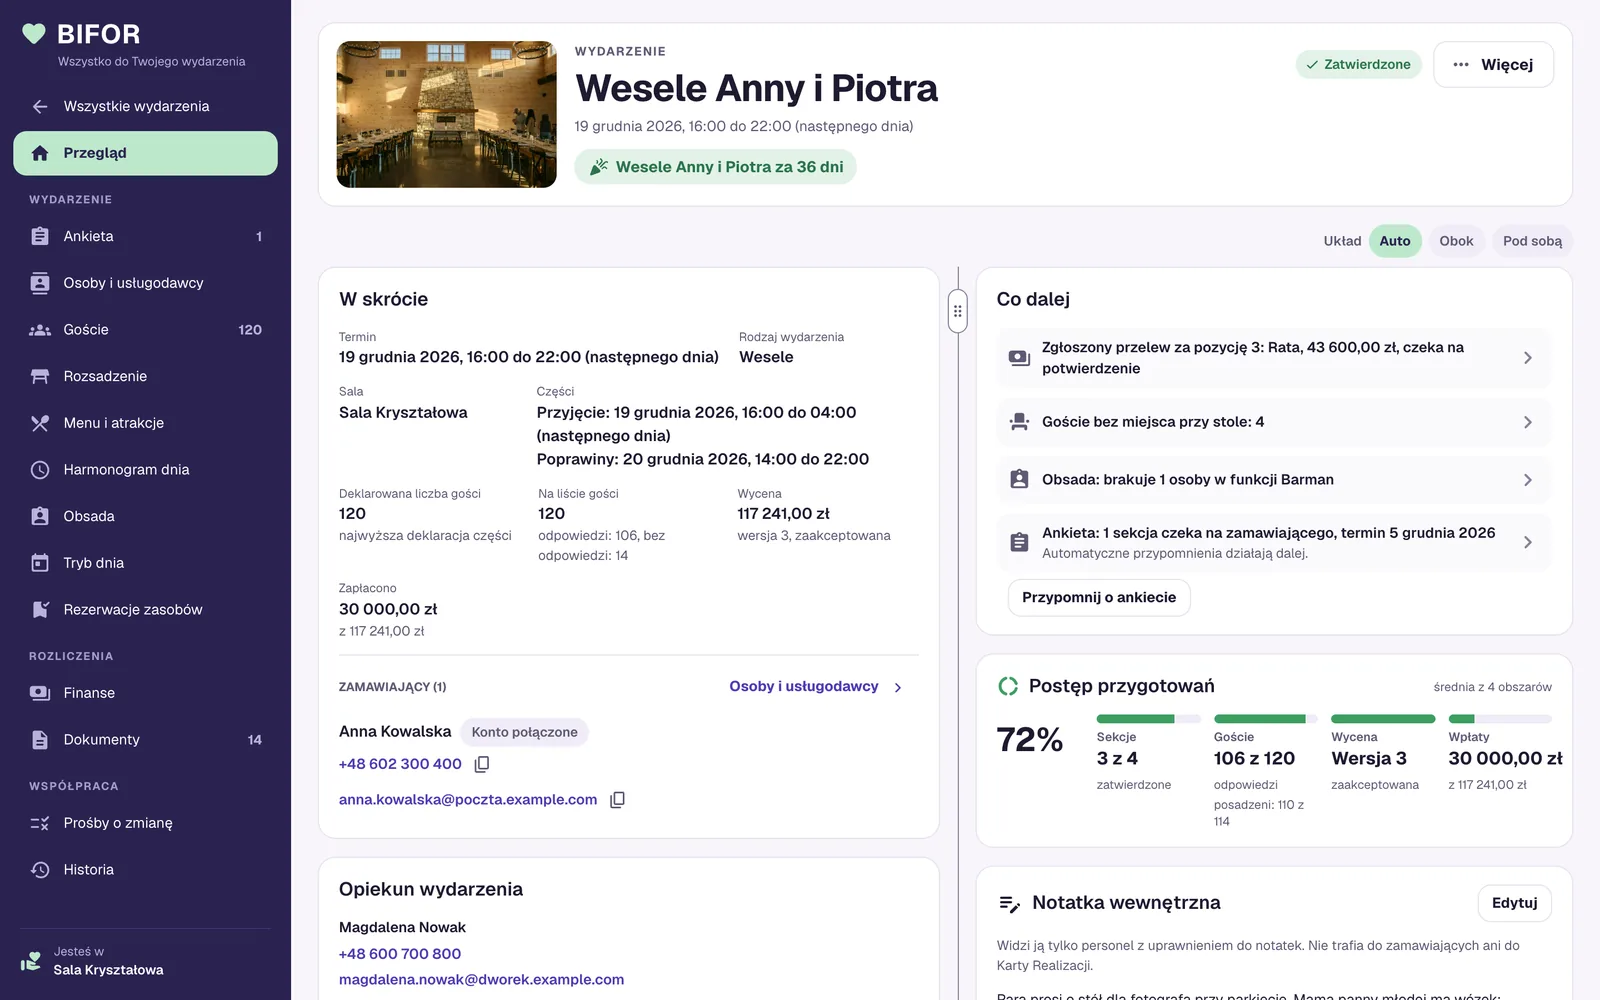 BIFOR
Wszystko do Twojego wydarzenia
Wszystkie wydarzenia
Przegląd
WYDARZENIE
Ankieta 1
Osoby i usługodawcy
Goście 120
Rozsadzenie
Menu i atrakcje
Harmonogram dnia
Obsada
Tryb dnia
Rezerwacje zasobów
ROZLICZENIA
Finanse
Dokumenty 14
WSPÓŁPRACA
Prośby o zmianę
Historia
Jesteś w
Sala Kryształowa
WYDARZENIE
Wesele Anny i Piotra
19 grudnia 2026, 16:00 do 22:00 (następnego dnia)
Wesele Anny i Piotra za 36 dni
Zatwierdzone
Więcej
Układ Auto Obok Pod sobą
W skrócie
Termin
19 grudnia 2026, 16:00 do 22:00 (następnego dnia)
Rodzaj wydarzenia
Wesele
Sala
Sala Kryształowa
Części
Przyjęcie: 19 grudnia 2026, 16:00 do 04:00
(następnego dnia)
Poprawiny: 20 grudnia 2026, 14:00 do 22:00
Deklarowana liczba gości
120
najwyższa deklaracja części
Na liście gości
120
odpowiedzi: 106, bez
odpowiedzi: 14
Wycena
117 241,00 zł
wersja 3, zaakceptowana
Zapłacono
30 000,00 zł
z 117 241,00 zł
ZAMAWIAJĄCY (1)
Osoby i usługodawcy
Anna Kowalska Konto połączone
+48 602 300 400
anna.kowalska@poczta.example.com
Opiekun wydarzenia
Magdalena Nowak
+48 600 700 800
magdalena.nowak@dworek.example.com
Co dalej
Zgłoszony przelew za pozycję 3: Rata, 43 600,00 zł, czeka na
potwierdzenie
Goście bez miejsca przy stole: 4
Obsada: brakuje 1 osoby w funkcji Barman
Ankieta: 1 sekcja czeka na zamawiającego, termin 5 grudnia 2026
Automatyczne przypomnienia działają dalej.
Przypomnij o ankiecie
Postęp przygotowań
średnia z 4 obszarów
72%
Sekcje
3 z 4
zatwierdzone
Goście
106 z 120
odpowiedzi
posadzeni: 110 z
114
Wycena
Wersja 3
zaakceptowana
Wpłaty
30 000,00 zł
z 117 241,00 zł
Notatka wewnętrzna
Edytuj
Widzi ją tylko personel z uprawnieniem do notatek. Nie trafia do zamawiających ani do
Karty Realizacji.
Para prosi o stół dla fotografa przy parkiecie. Mama panny młodej ma wózek: